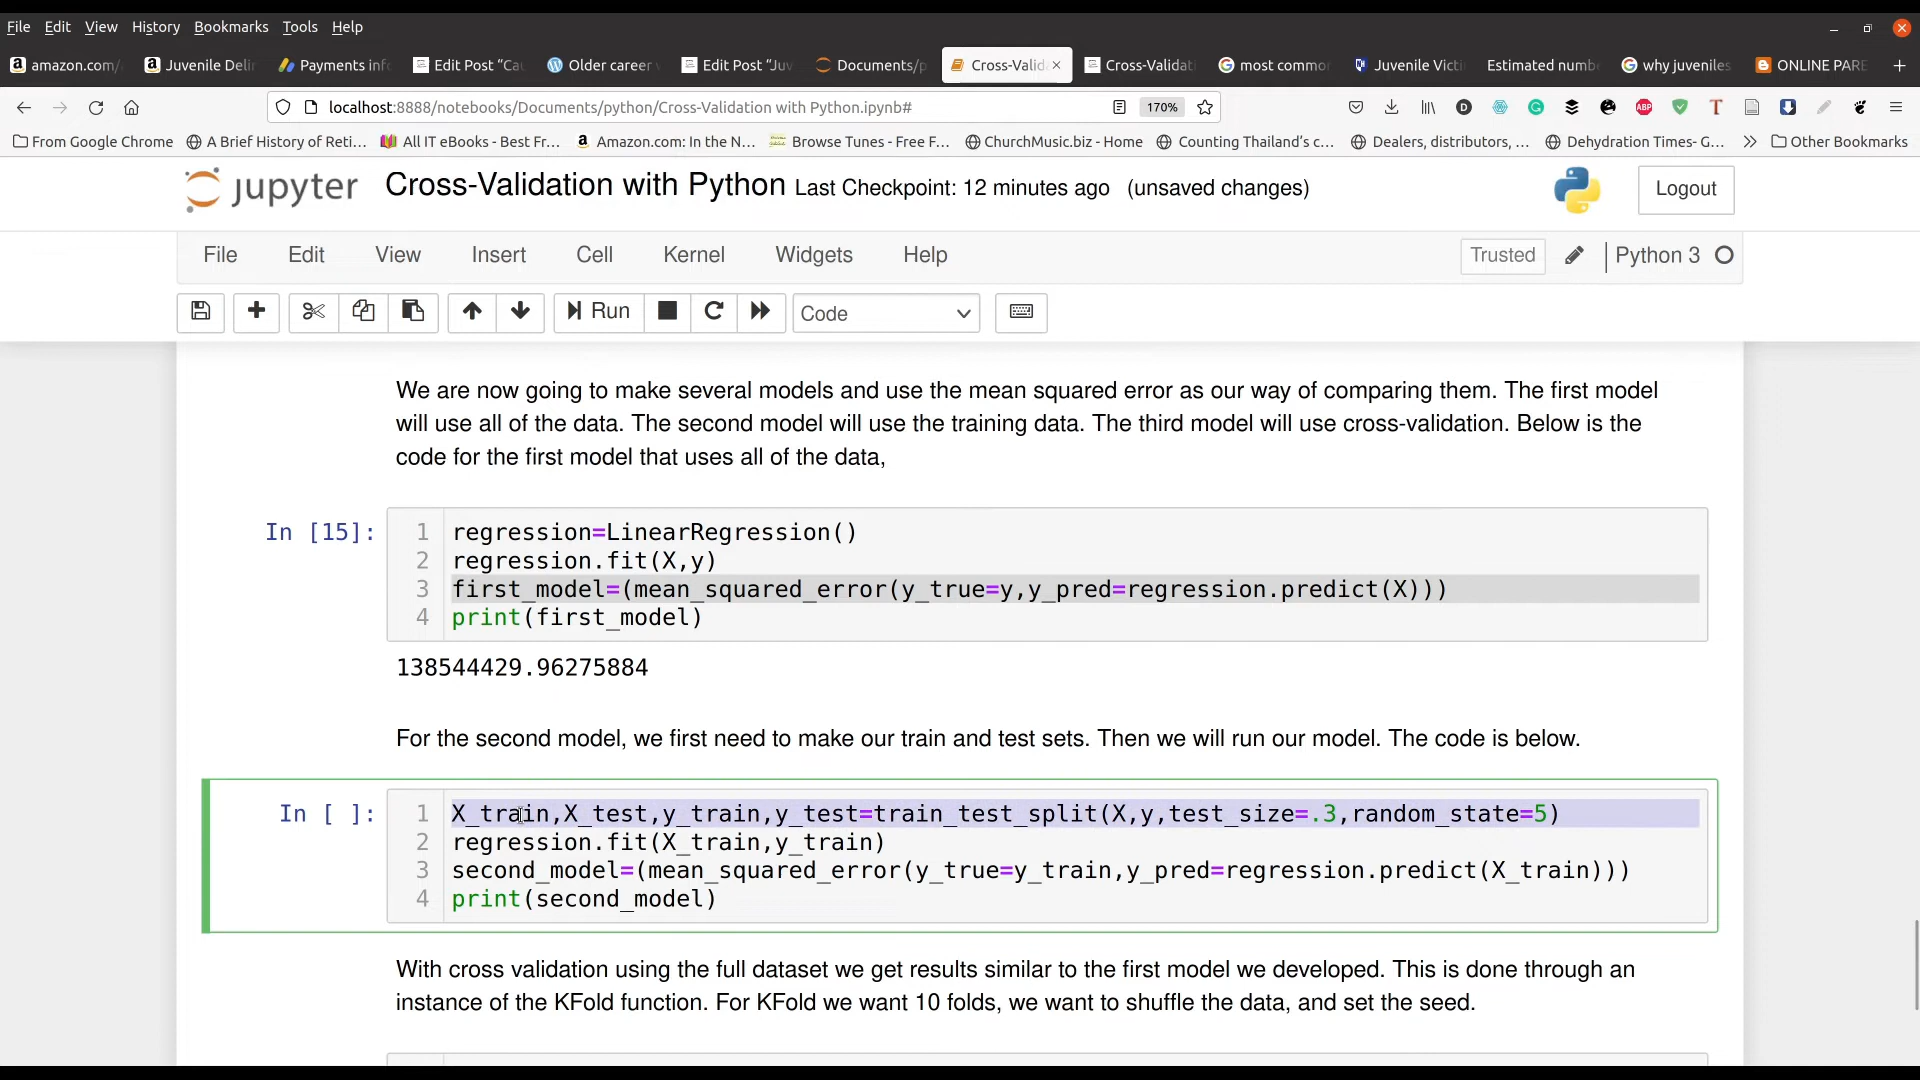 File Edit View History Bookmarks Tools Help
amazon.com/ Juvenile Deli Payments inf Edit Post "Ca Older career Edit Post "Juv Documents/p Cross-Valid Cross-Validat most commo Juvenile Victi Estimated numb why juveniles ONLINE PARE
localhost:8888/notebooks/Documents/python/Cross-Validation with Python.ipynb# 170%
From Google Chrome A Brief History of Reti... All IT eBooks - Best Fr... Amazon.com: In the N... Browse Tunes - Free F... ChurchMusic.biz - Home Counting Thailand's c... Dealers, distributors, ... Dehydration Times- G... Other Bookmarks
jupyter Cross-Validation with Python Last Checkpoint: 12 minutes ago (unsaved changes) Logout
File Edit View Insert Cell Kernel Widgets Help Trusted Python 3
Run Code
We are now going to make several models and use the mean squared error as our way of comparing them. The first model
will use all of the data. The second model will use the training data. The third model will use cross-validation. Below is the
code for the first model that uses all of the data,
In [15]: 1 regression=LinearRegression()
2 regression.fit(X,y)
3 first_model=(mean_squared_error(y_true=y,y_pred=regression.predict(X)))
4 print(first_model)
138544429.96275884
For the second model, we first need to make our train and test sets. Then we will run our model. The code is below.
In [ ]: 1 X_train,X_test,y_train,y_test=train_test_split(X,y,test_size=.3,random_state=5)
2 regression.fit(X_train,y_train)
3 second_model=(mean_squared_error(y_true=y_train,y_pred=regression.predict(X_train)))
4 print(second_model)
With cross validation using the full dataset we get results similar to the first model we developed. This is done through an
instance of the KFold function. For KFold we want 10 folds, we want to shuffle the data, and set the seed.